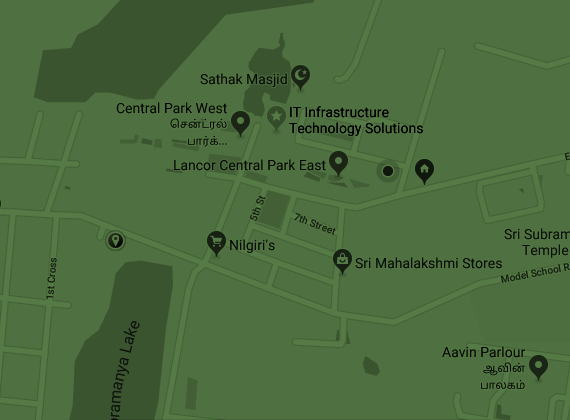 Sathak Masjid
Central Park West
சென்ட்ரல்
பார்க்...
IT Infrastructure
Technology Solutions
Lancor Central Park East
5th St
7th Street
Nilgiri's
Sri Subram
Temple
Sri Mahalakshmi Stores
Model School R
1st Cross
ramanya Lake
Aavin Parlour
ஆவின்
பாலகம்